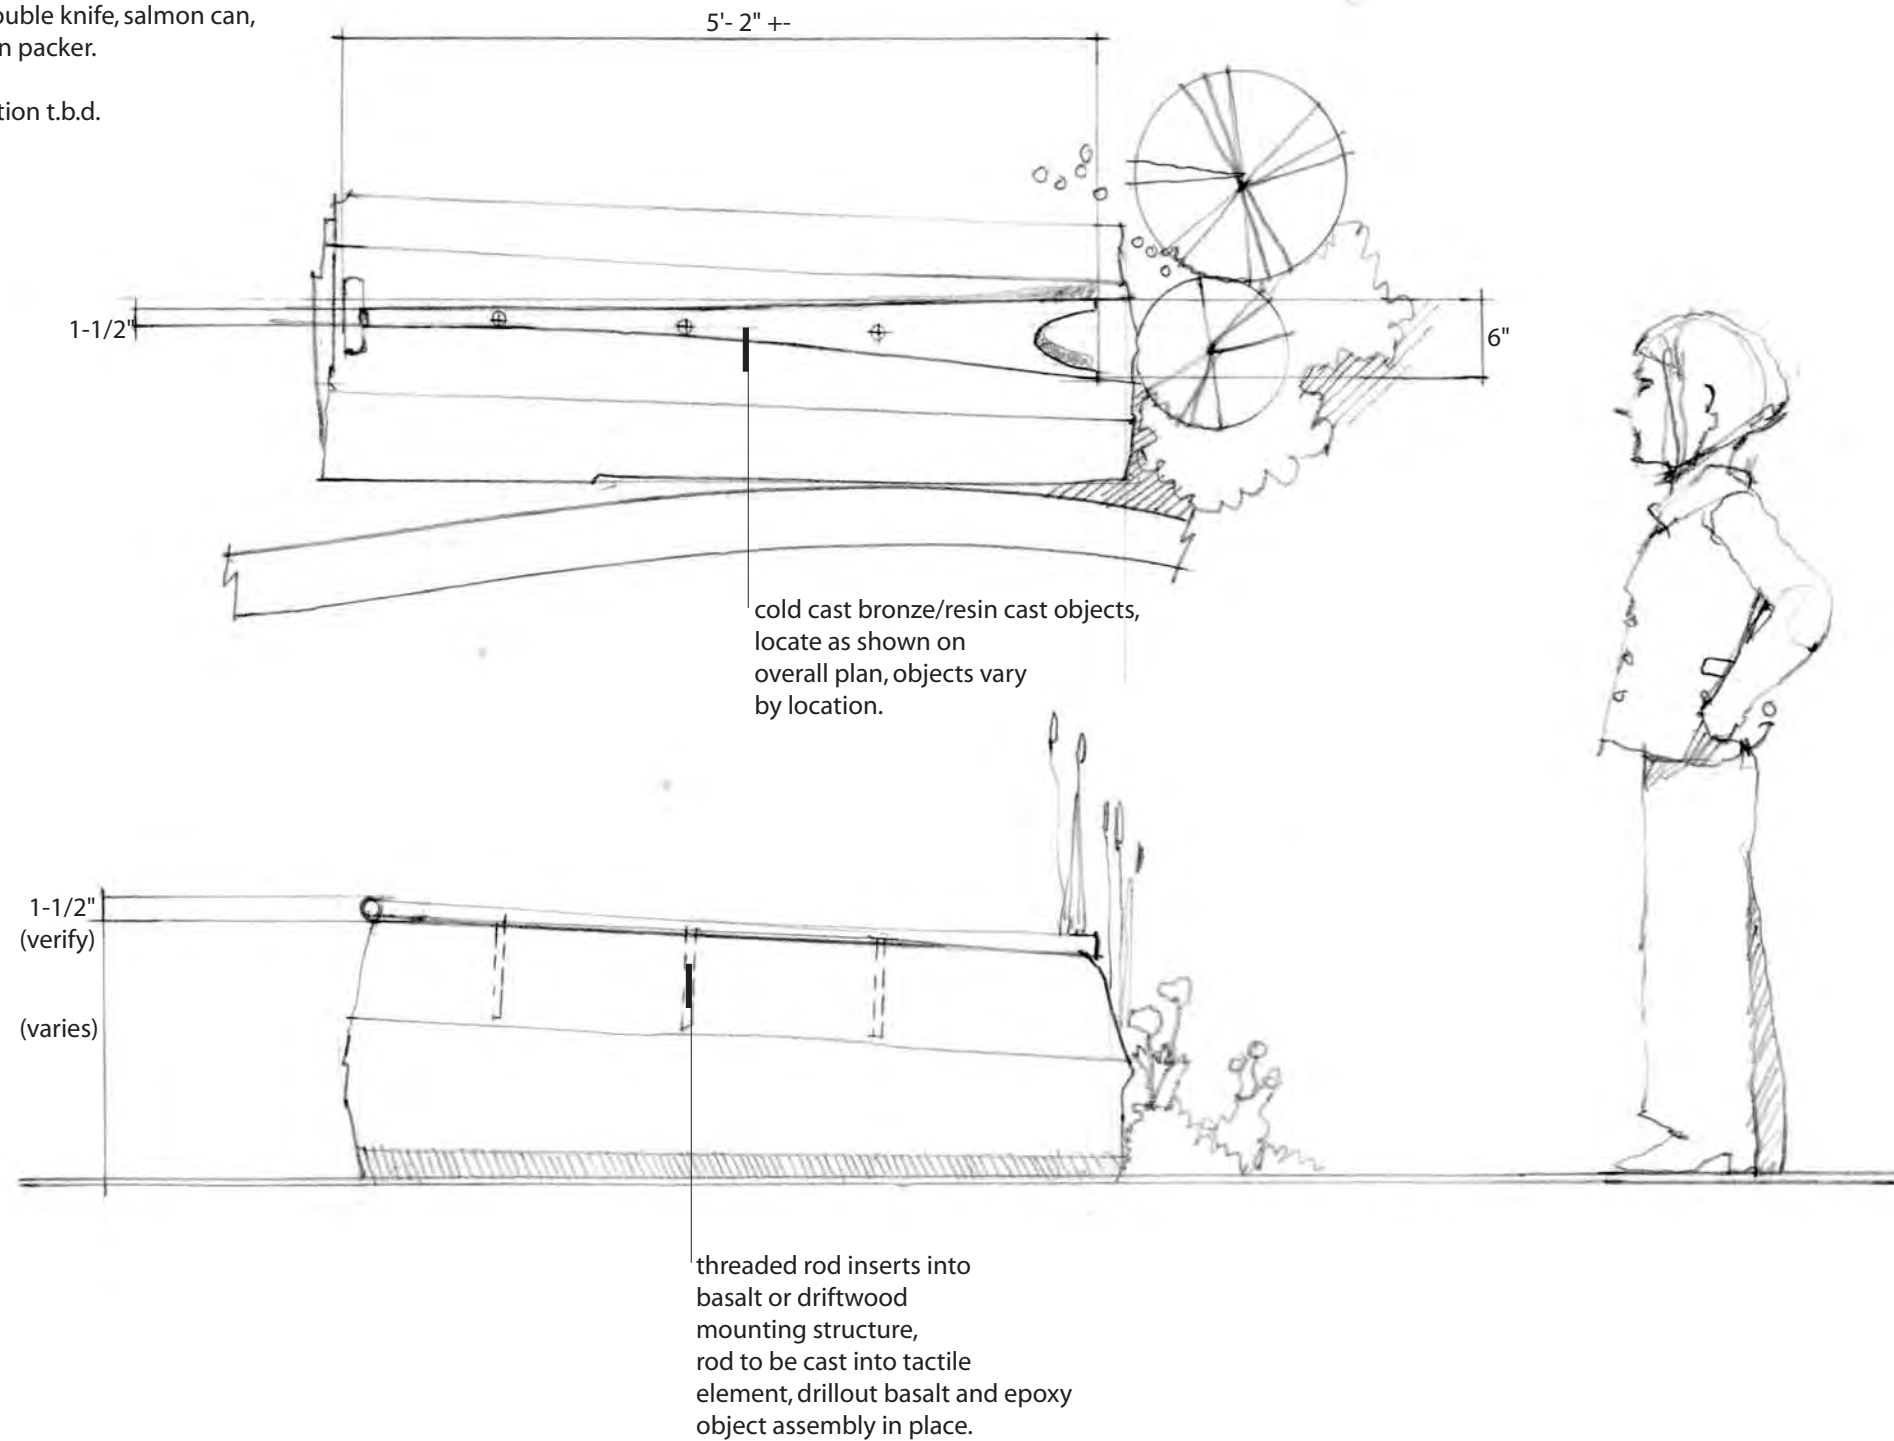 ouble knife, salmon can,
n packer.
tion t.b.d.
5'- 2" +-
1-1/2"
6"
cold cast bronze/resin cast objects,
locate as shown on
overall plan, objects vary
by location.
1-1/2"
(verify)
(varies)
threaded rod inserts into
basalt or driftwood
mounting structure,
rod to be cast into tactile
element, drillout basalt and epoxy
object assembly in place.